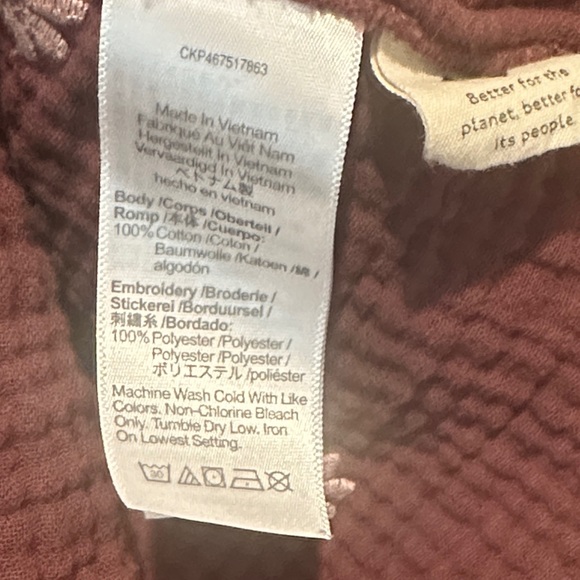 CKP467517863
Made In Vietnam
Fabriqué Au Viêt Nam
Hergestellt In Vietnam
Vervaardigd In Vietnam
ベトナム製
hecho en vietnam
Body /Corps /Oberteil /
Romp /本体 /Cuerpo:
100% Cotton /Coton /
Baumwolle /Katoen /綿 /
algodón
Embroidery /Broderie /
Stickerei /Borduursel /
刺繍糸 /Bordado:
100% Polyester /Polyester /
Polyester /Polyester /
ポリエステル /poliéster
Machine Wash Cold With Like
Colors. Non-Chlorine Bleach
Only. Tumble Dry Low. Iron
On Lowest Setting.
30
Better for the
planet, better fo
its people